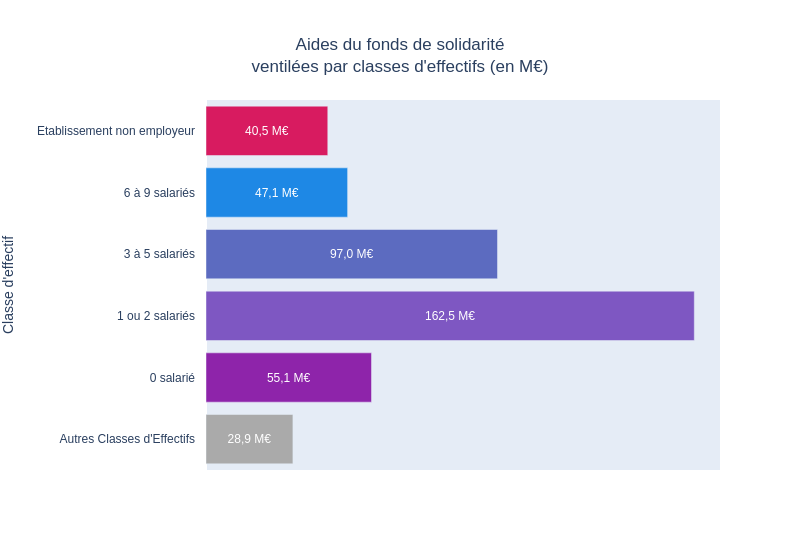 Aides du fonds de solidarité
ventilées par classes d'effectifs (en M€)
Classe d'effectif
Etablissement non employeur
40,5 M€
6 à 9 salariés
47,1 M€
3 à 5 salariés
97,0 M€
1 ou 2 salariés
162,5 M€
0 salarié
55,1 M€
Autres Classes d'Effectifs
28,9 M€